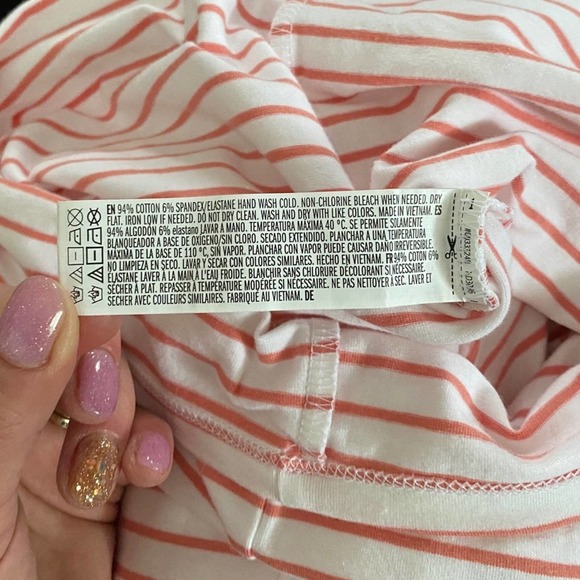 EN 94% COTTON 6% SPANDEX/ELASTANE HAND WASH COLD. NON-CHLORINE BLEACH WHEN NEEDED. DRY
FLAT. IRON LOW IF NEEDED. DO NOT DRY CLEAN. WASH AND DRY WITH LIKE COLORS. MADE IN VIETNAM. ES
94% ALGODÓN 6% ELASTANO LAVAR A MANO. TEMPERATURA MÁXIMA 40 °C. SE PERMITE SILAMENTE
BLANQUEADOR A BASE DE OXÍGENO/SIN CLORO. SECADO EXTENDIDO. PLANCHAR A UNA TEMPERATURA
MÁXIMA DE LA BASE DE 110 °C, SIN VAPOR. PLANCHAR CON VAPOR PUEDE CAUSAR DAÑO IRREVERSIBLE.
NO LIMPIEZA EN SECO. LAVAR Y SECAR CON COLORES SIMILARES. HECHO EN VIETNAM. FR 94% COTON 6%
ELASTANE LAVER À LA MAIN À L'EAU FROIDE. BLANCHIR SANS CHLORURE DÉCOLORANT SI NÉCESSAIRE.
SÉCHER À PLAT. REPASSER À TEMPÉRATURE MODÉRÉE SI NÉCESSAIRE. NE PAS NETTOYER À SEC. LAVER ET
SÉCHER AVEC COULEURS SIMILAIRES. FABRIQUÉ AU VIETNAM. DE